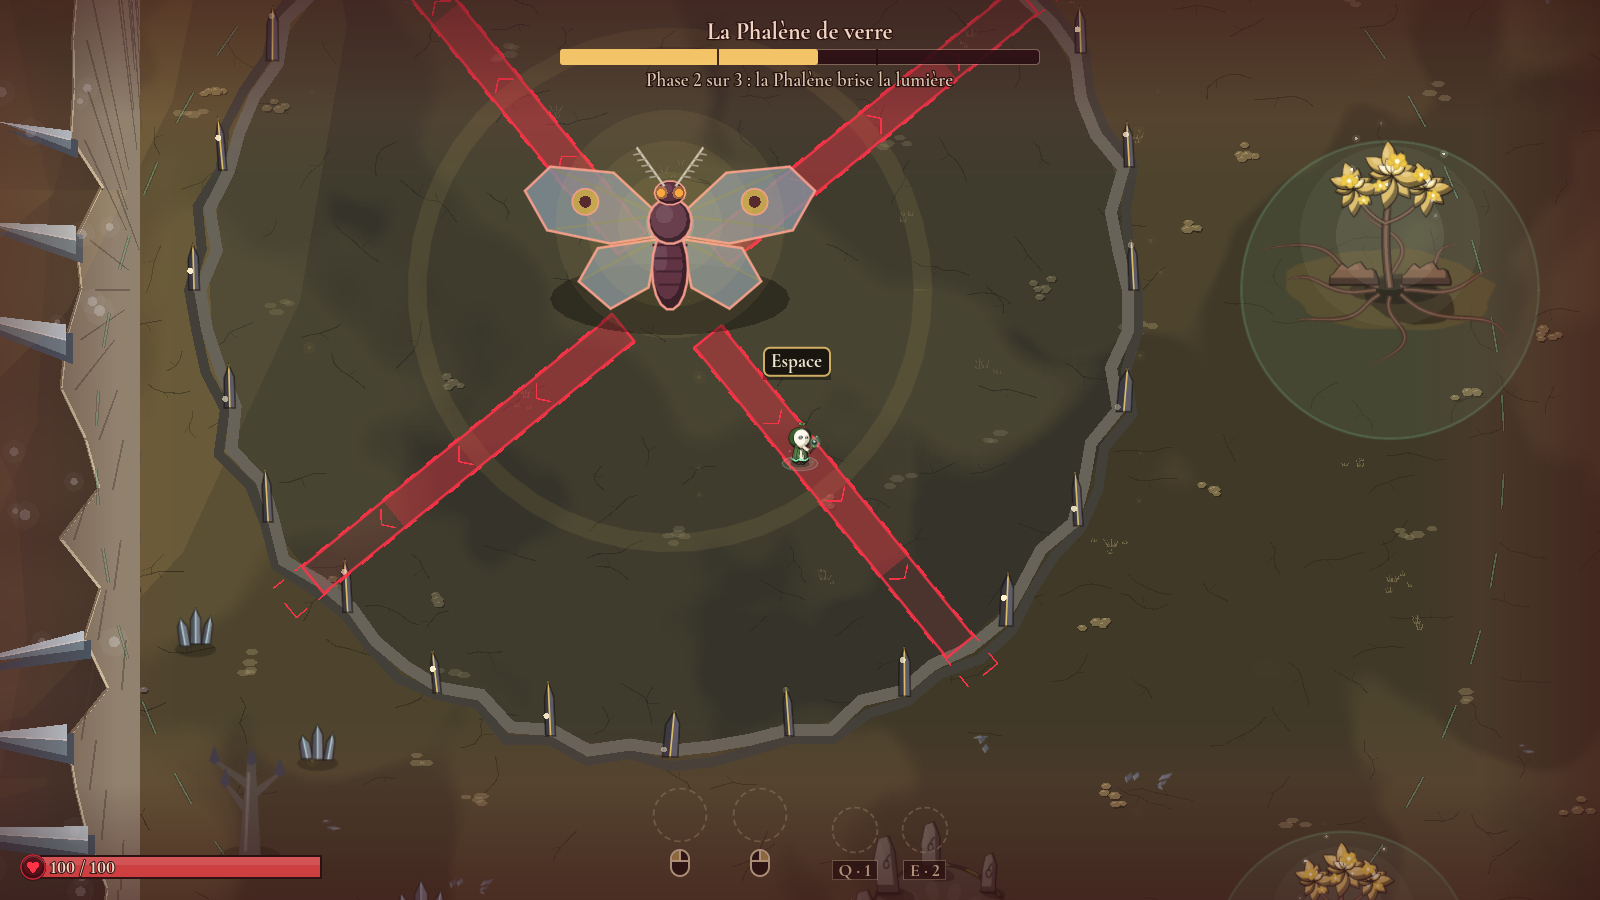 La Phalène de verre
Phase 2 sur 3 : la Phalène brise la lumière
Espace
100 / 100
Q · 1
E · 2